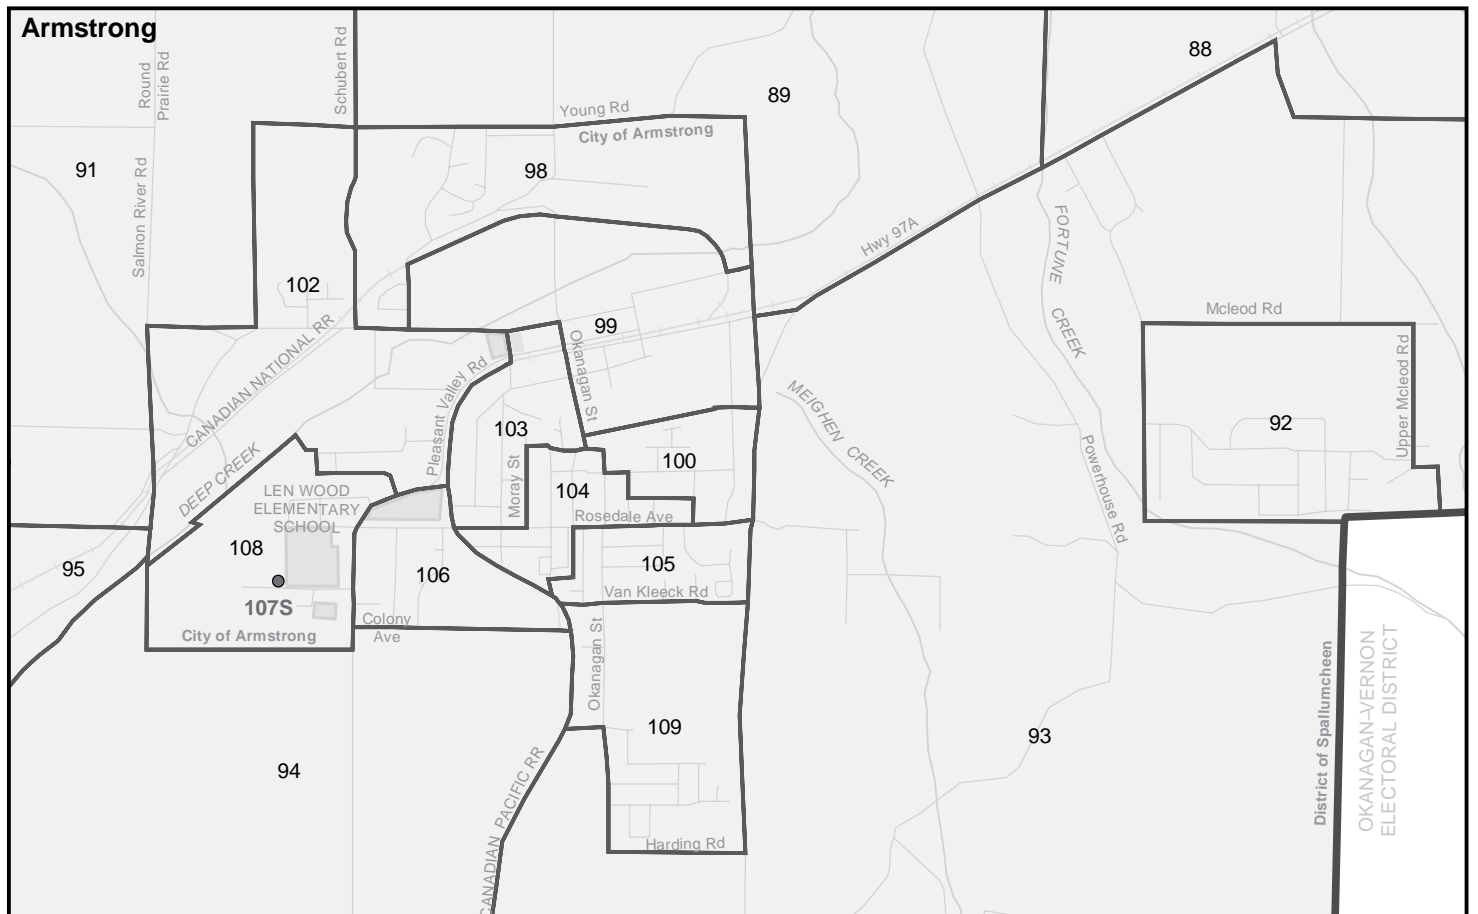 Armstrong
88
89
Round
Prairie Rd
Schubert Rd
Young Rd
City of Armstrong
91
98
Salmon River Rd
Hwy 97A
FORTUNE
CREEK
102
Mcleod Rd
99
CANADIAN NATIONAL RR
Okanagan St
Pleasant Valley Rd
Upper Mcleod Rd
MEIGHEN CREEK
92
103
100
Powerhouse Rd
DEEP CREEK
Moray St
104
LEN WOOD
ELEMENTARY
SCHOOL
Rosedale Ave
108
95
106
105
107S
Van Kleeck Rd
City of Armstrong
Colony
Ave
Okanagan St
District of Spallumcheen
OKANAGAN–VERNON
ELECTORAL DISTRICT
109
93
94
CANADIAN PACIFIC RR
Harding Rd